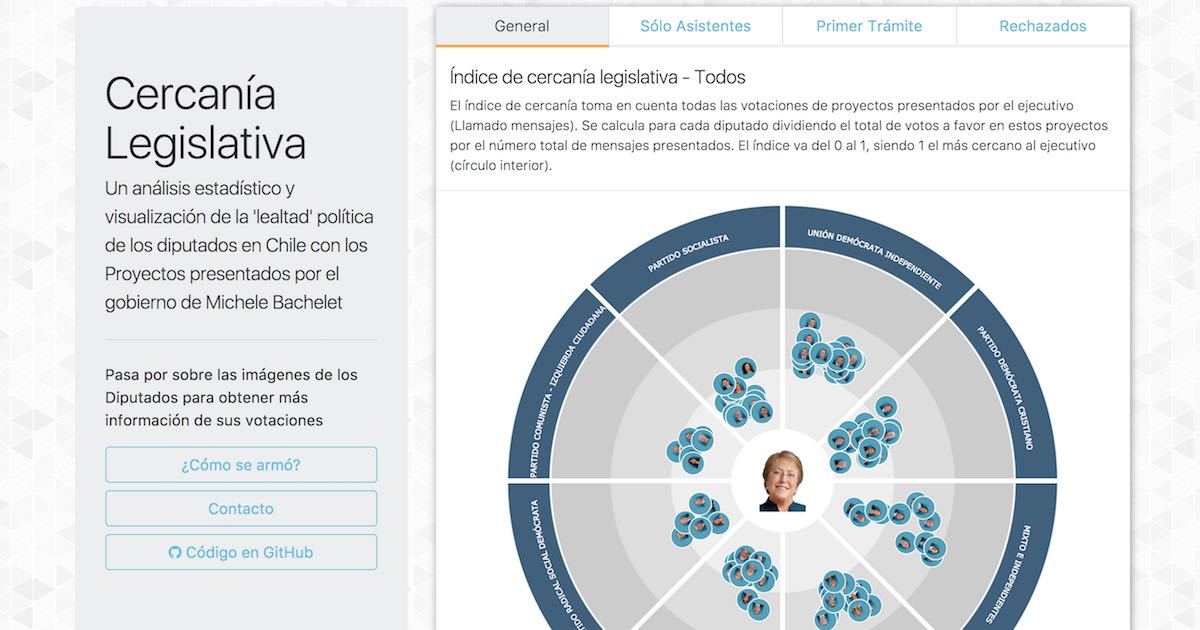 Cercanía
Legislativa
Un análisis estadístico y
visualización de la 'lealtad' política
de los diputados en Chile con los
Proyectos presentados por el
gobierno de Michele Bachelet
Pasa por sobre las imágenes de los
Diputados para obtener más
información de sus votaciones
¿Cómo se armó?
Contacto
Código en GitHub
General
Sólo Asistentes
Primer Trámite
Rechazados
Índice de cercanía legislativa - Todos
El índice de cercanía toma en cuenta todas las votaciones de proyectos presentados por el ejecutivo
(Llamado mensajes). Se calcula para cada diputado dividiendo el total de votos a favor en estos proyectos
por el número total de mensajes presentados. El índice va del 0 al 1, siendo 1 el más cercano al ejecutivo
(círculo interior).
PARTIDO SOCIALISTA
UNIÓN DEMÓCRATA INDEPENDIENTE
PARTIDO COMUNISTA - IZQUIERDA CIUDADANA
PARTIDO DEMÓCRATA CRISTIANO
RADICAL SOCIAL DEMÓCRATA
MIXTO E INDEPENDIENTES